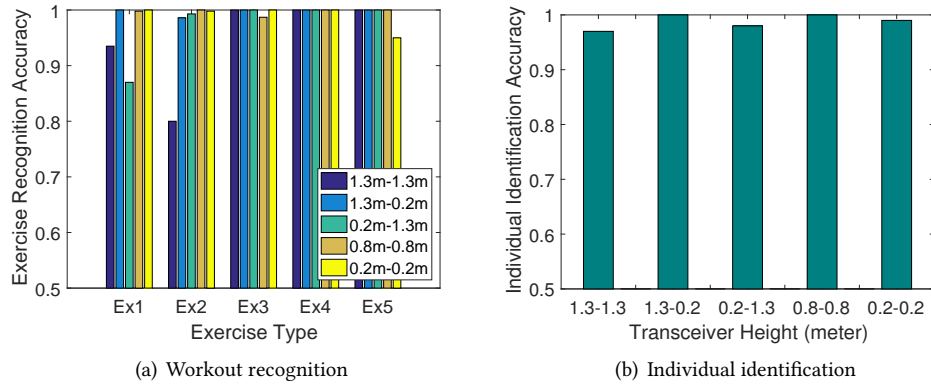 1
0.9
0.8
0.7
0.6
0.5
Exercise Recognition Accuracy
Ex1 Ex2 Ex3 Ex4 Ex5
Exercise Type
1.3m-1.3m
1.3m-0.2m
0.2m-1.3m
0.8m-0.8m
0.2m-0.2m
(a) Workout recognition
1
0.9
0.8
0.7
0.6
0.5
Individual Identification Accuracy
1.3-1.3 1.3-0.2 0.2-1.3 0.8-0.8 0.2-0.2
Transceiver Height (meter)
(b) Individual identification